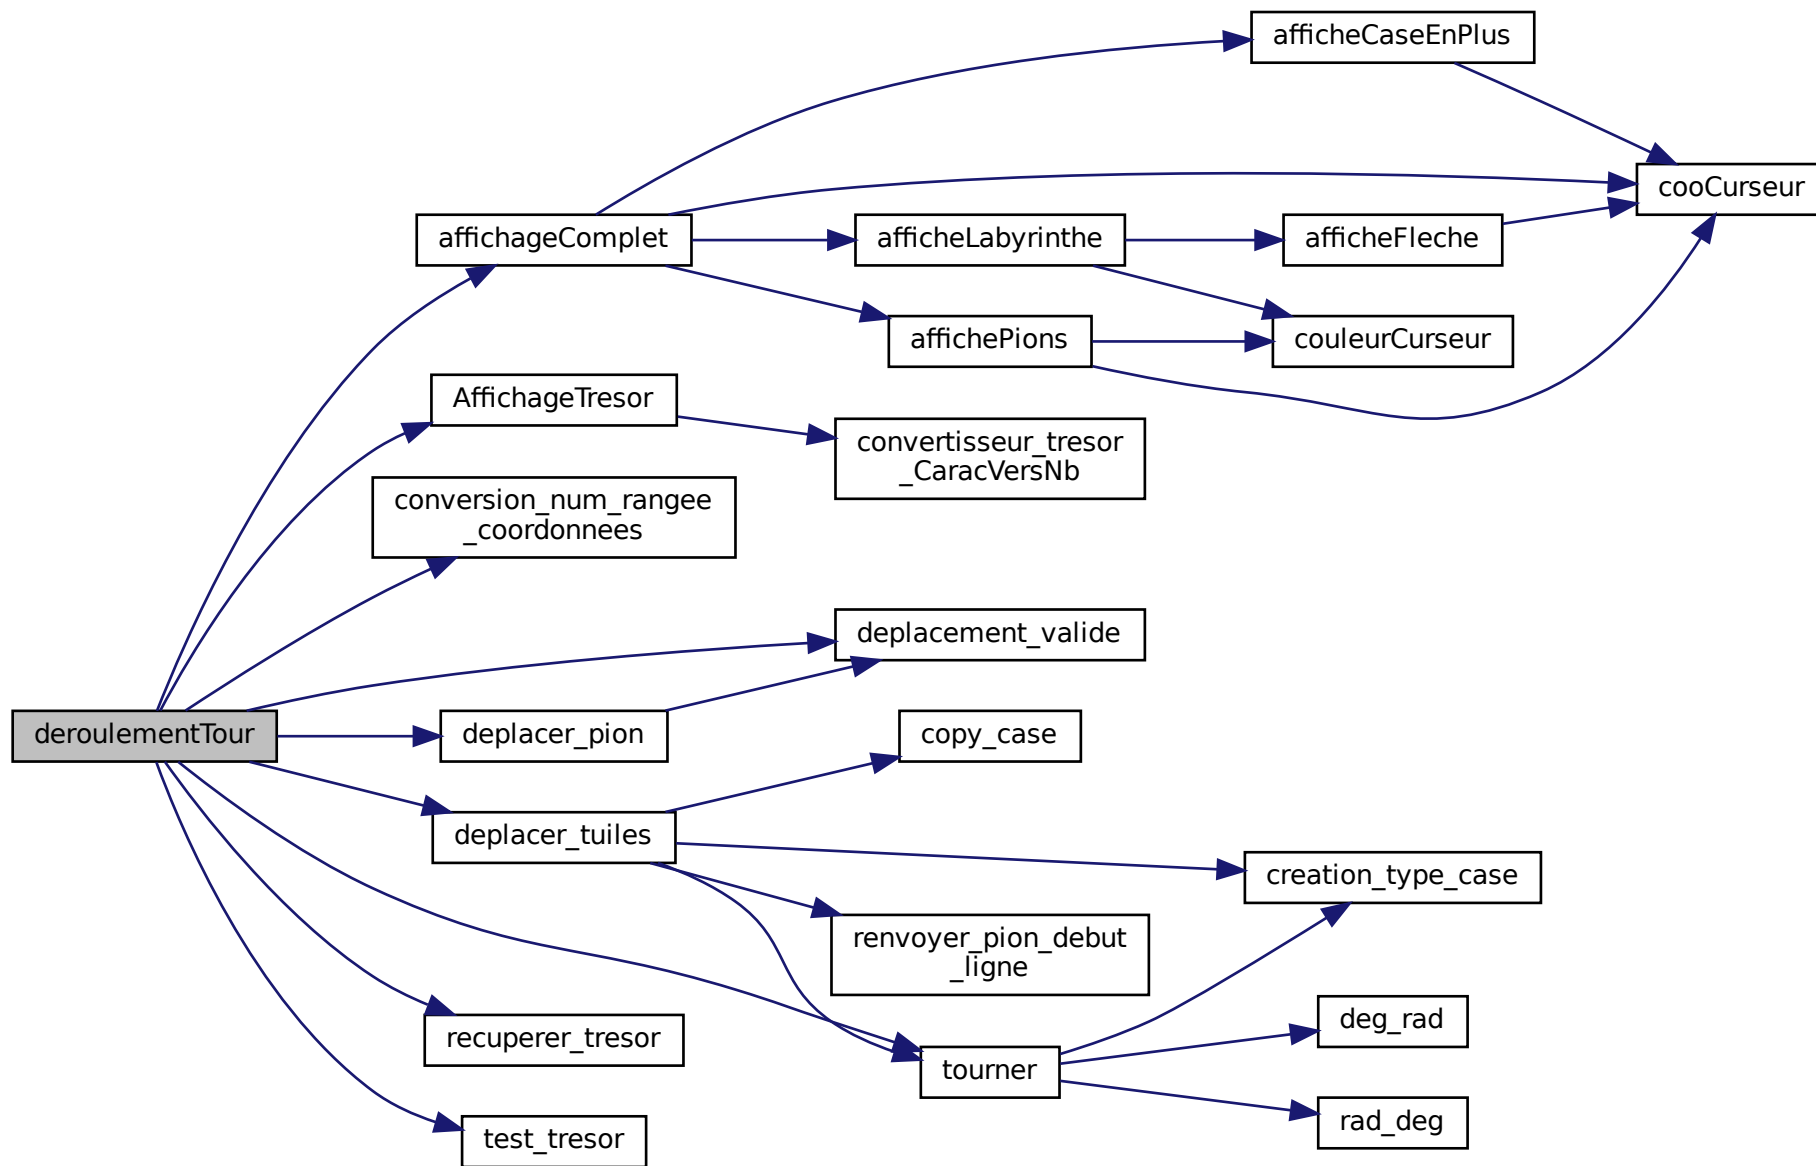 afficheCaseEnPlus
cooCurseur
affichageComplet
afficheLabyrinthe
afficheFleche
affichePions
couleurCurseur
AffichageTresor
convertisseur_tresor
_CaracVersNb
conversion_num_rangee
_coordonnees
deplacement_valide
deroulementTour
deplacer_pion
copy_case
deplacer_tuiles
creation_type_case
renvoyer_pion_debut
_ligne
recuperer_tresor
tourner
deg_rad
rad_deg
test_tresor